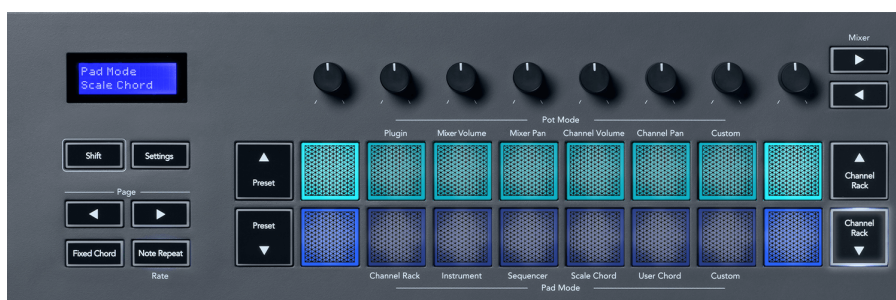 Mixer
Pad Mode
Scale Chord
Pot Mode
Plugin
Mixer Volume
Mixer Pan
Channel Volume
Channel Pan
Custom
Shift
Settings
Preset
Channel
Rack
Page
Preset
Channel
Rack
Fixed Chord
Note Repeat
Rate
Channel Rack
Instrument
Sequencer
Scale Chord
User Chord
Custom
Pad Mode